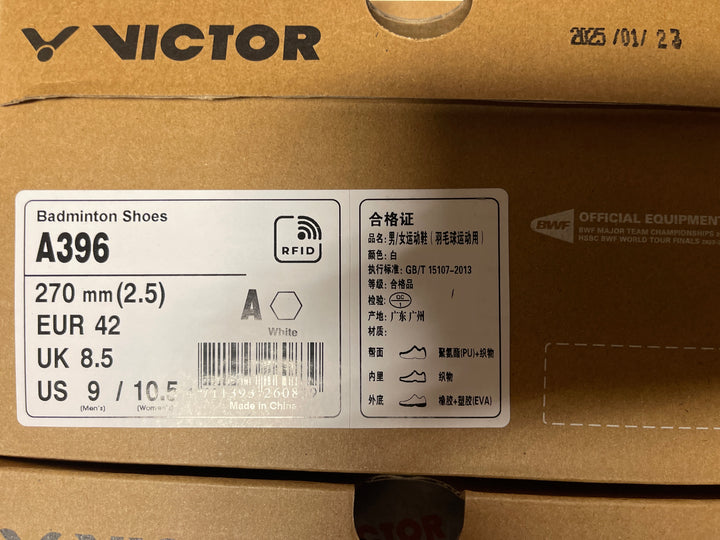 VICTOR
2025/01/23
Badminton Shoes
A396
RFID
270 mm (2.5)
EUR 42
UK 8.5
US 9 / 10.5
(Men's) (Women's)
A
White
Made in China
合格证
品名: 男/女运动鞋 (羽毛球运动用)
颜色: 白
执行标准: GB/T 15107-2013
等级: 合格品
检验: QC 1
产地: 广东 广州
材质:
帮面 聚氨酯(PU)+织物
内里 织物
外底 橡胶+塑胶(EVA)
BWF OFFICIAL EQUIPMENT
BWF MAJOR TEAM CHAMPIONSHIPS
HSBC BWF WORLD TOUR FINALS
VICTOR